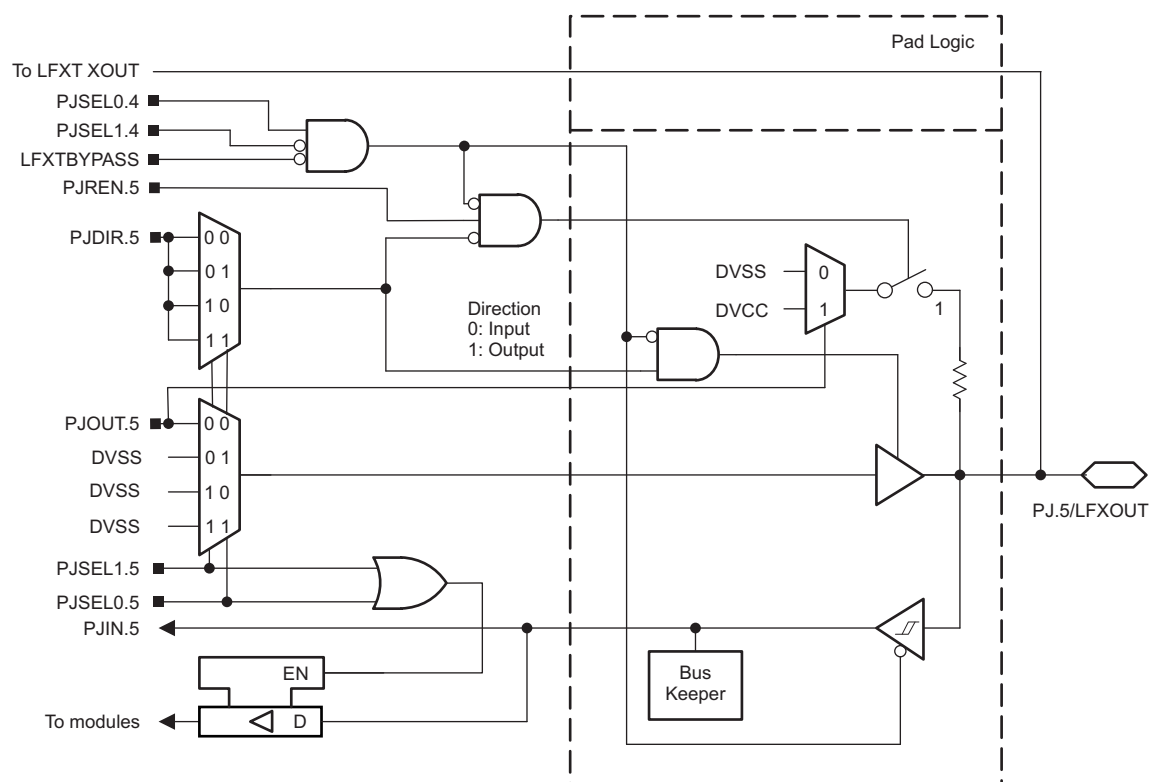 Pad Logic
To LFXT XOUT
PJSEL0.4
PJSEL1.4
LFXTBYPASS
PJREN.5
PJDIR.5
0 0
0 1
1 0
1 1
Direction
0: Input
1: Output
DVSS
0
DVCC
1
1
PJOUT.5
0 0
DVSS
0 1
DVSS
1 0
DVSS
1 1
PJ.5/LFXOUT
PJSEL1.5
PJSEL0.5
PJIN.5
Bus
Keeper
EN
To modules
D